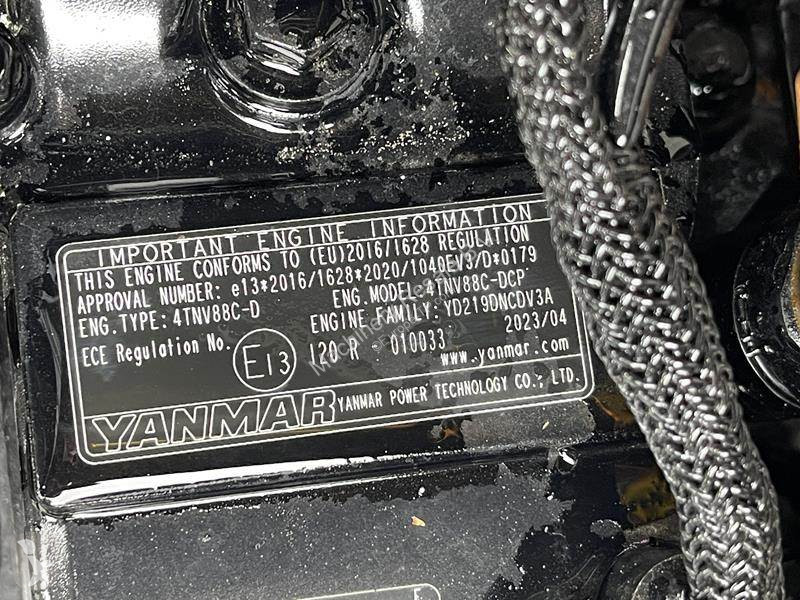 IMPORTANT ENGINE INFORMATION
THIS ENGINE CONFORMS TO (EU)2016/1628 REGULATION
APPROVAL NUMBER: e13*2016/1628*2020/1040EV3/D*0179
ENG.TYPE: 4TNV88C-D ENG.MODEL:4TNV88C-DCP
ENGINE FAMILY: YD219DNCDV3A
ECE Regulation No. E13 120 R - 010033 2023/04
www.yanmar.com
YANMAR YANMAR POWER TECHNOLOGY CO., LTD.